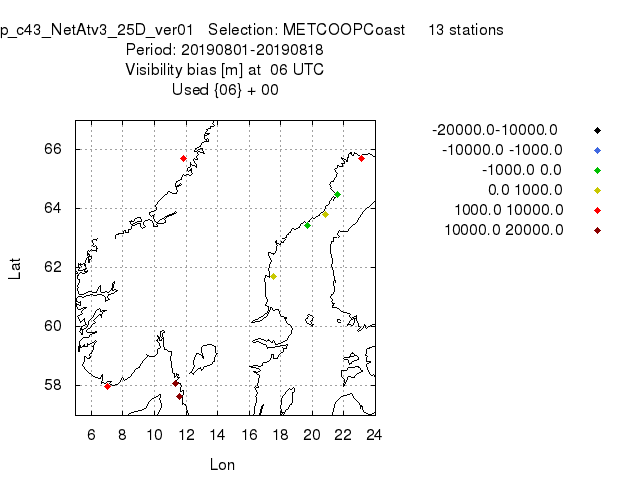 p_c43_NetAtv3_25D_ver01 Selection: METCOOPCoast 13 stations
Period: 20190801-20190818
Visibility bias [m] at 06 UTC
Used {06} + 00
-20000.0-10000.0
-10000.0 -1000.0
-1000.0 0.0
0.0 1000.0
1000.0 10000.0
10000.0 20000.0
66
64
62
60
58
Lat
6 8 10 12 14 16 18 20 22 24
Lon